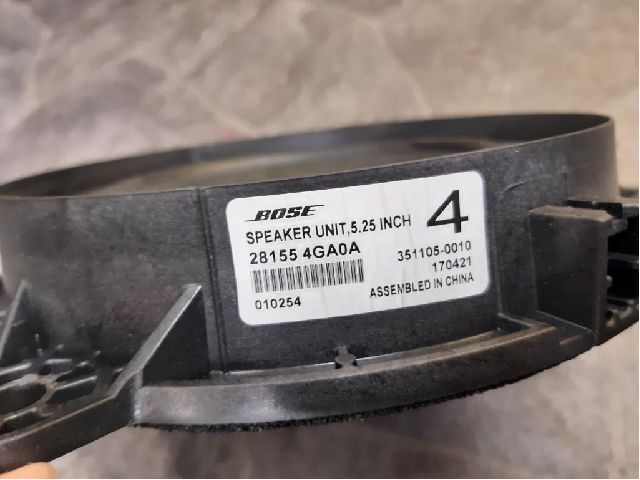 BOSE
SPEAKER UNIT,5.25 INCH 4
28155 4GA0A 351105-0010
170421
010254 ASSEMBLED IN CHINA